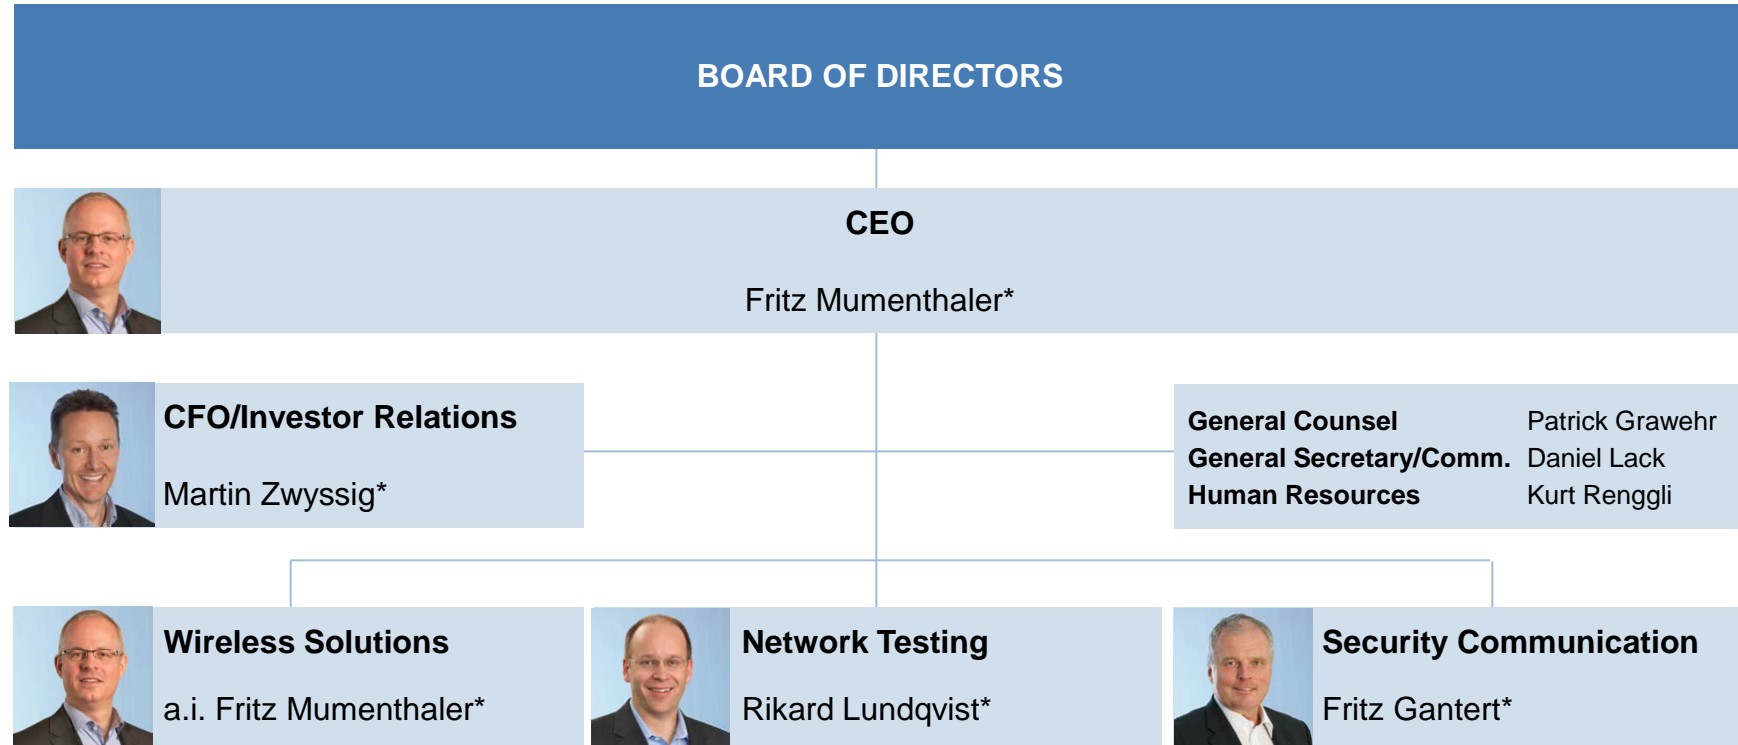 BOARD OF DIRECTORS
CEO
Fritz Mumenthaler*
CFO/Investor Relations
Martin Zwyssig*
General Counsel Patrick Grawehr
General Secretary/Comm. Daniel Lack
Human Resources Kurt Renggli
Wireless Solutions
a.i. Fritz Mumenthaler*
Network Testing
Rikard Lundqvist*
Security Communication
Fritz Gantert*